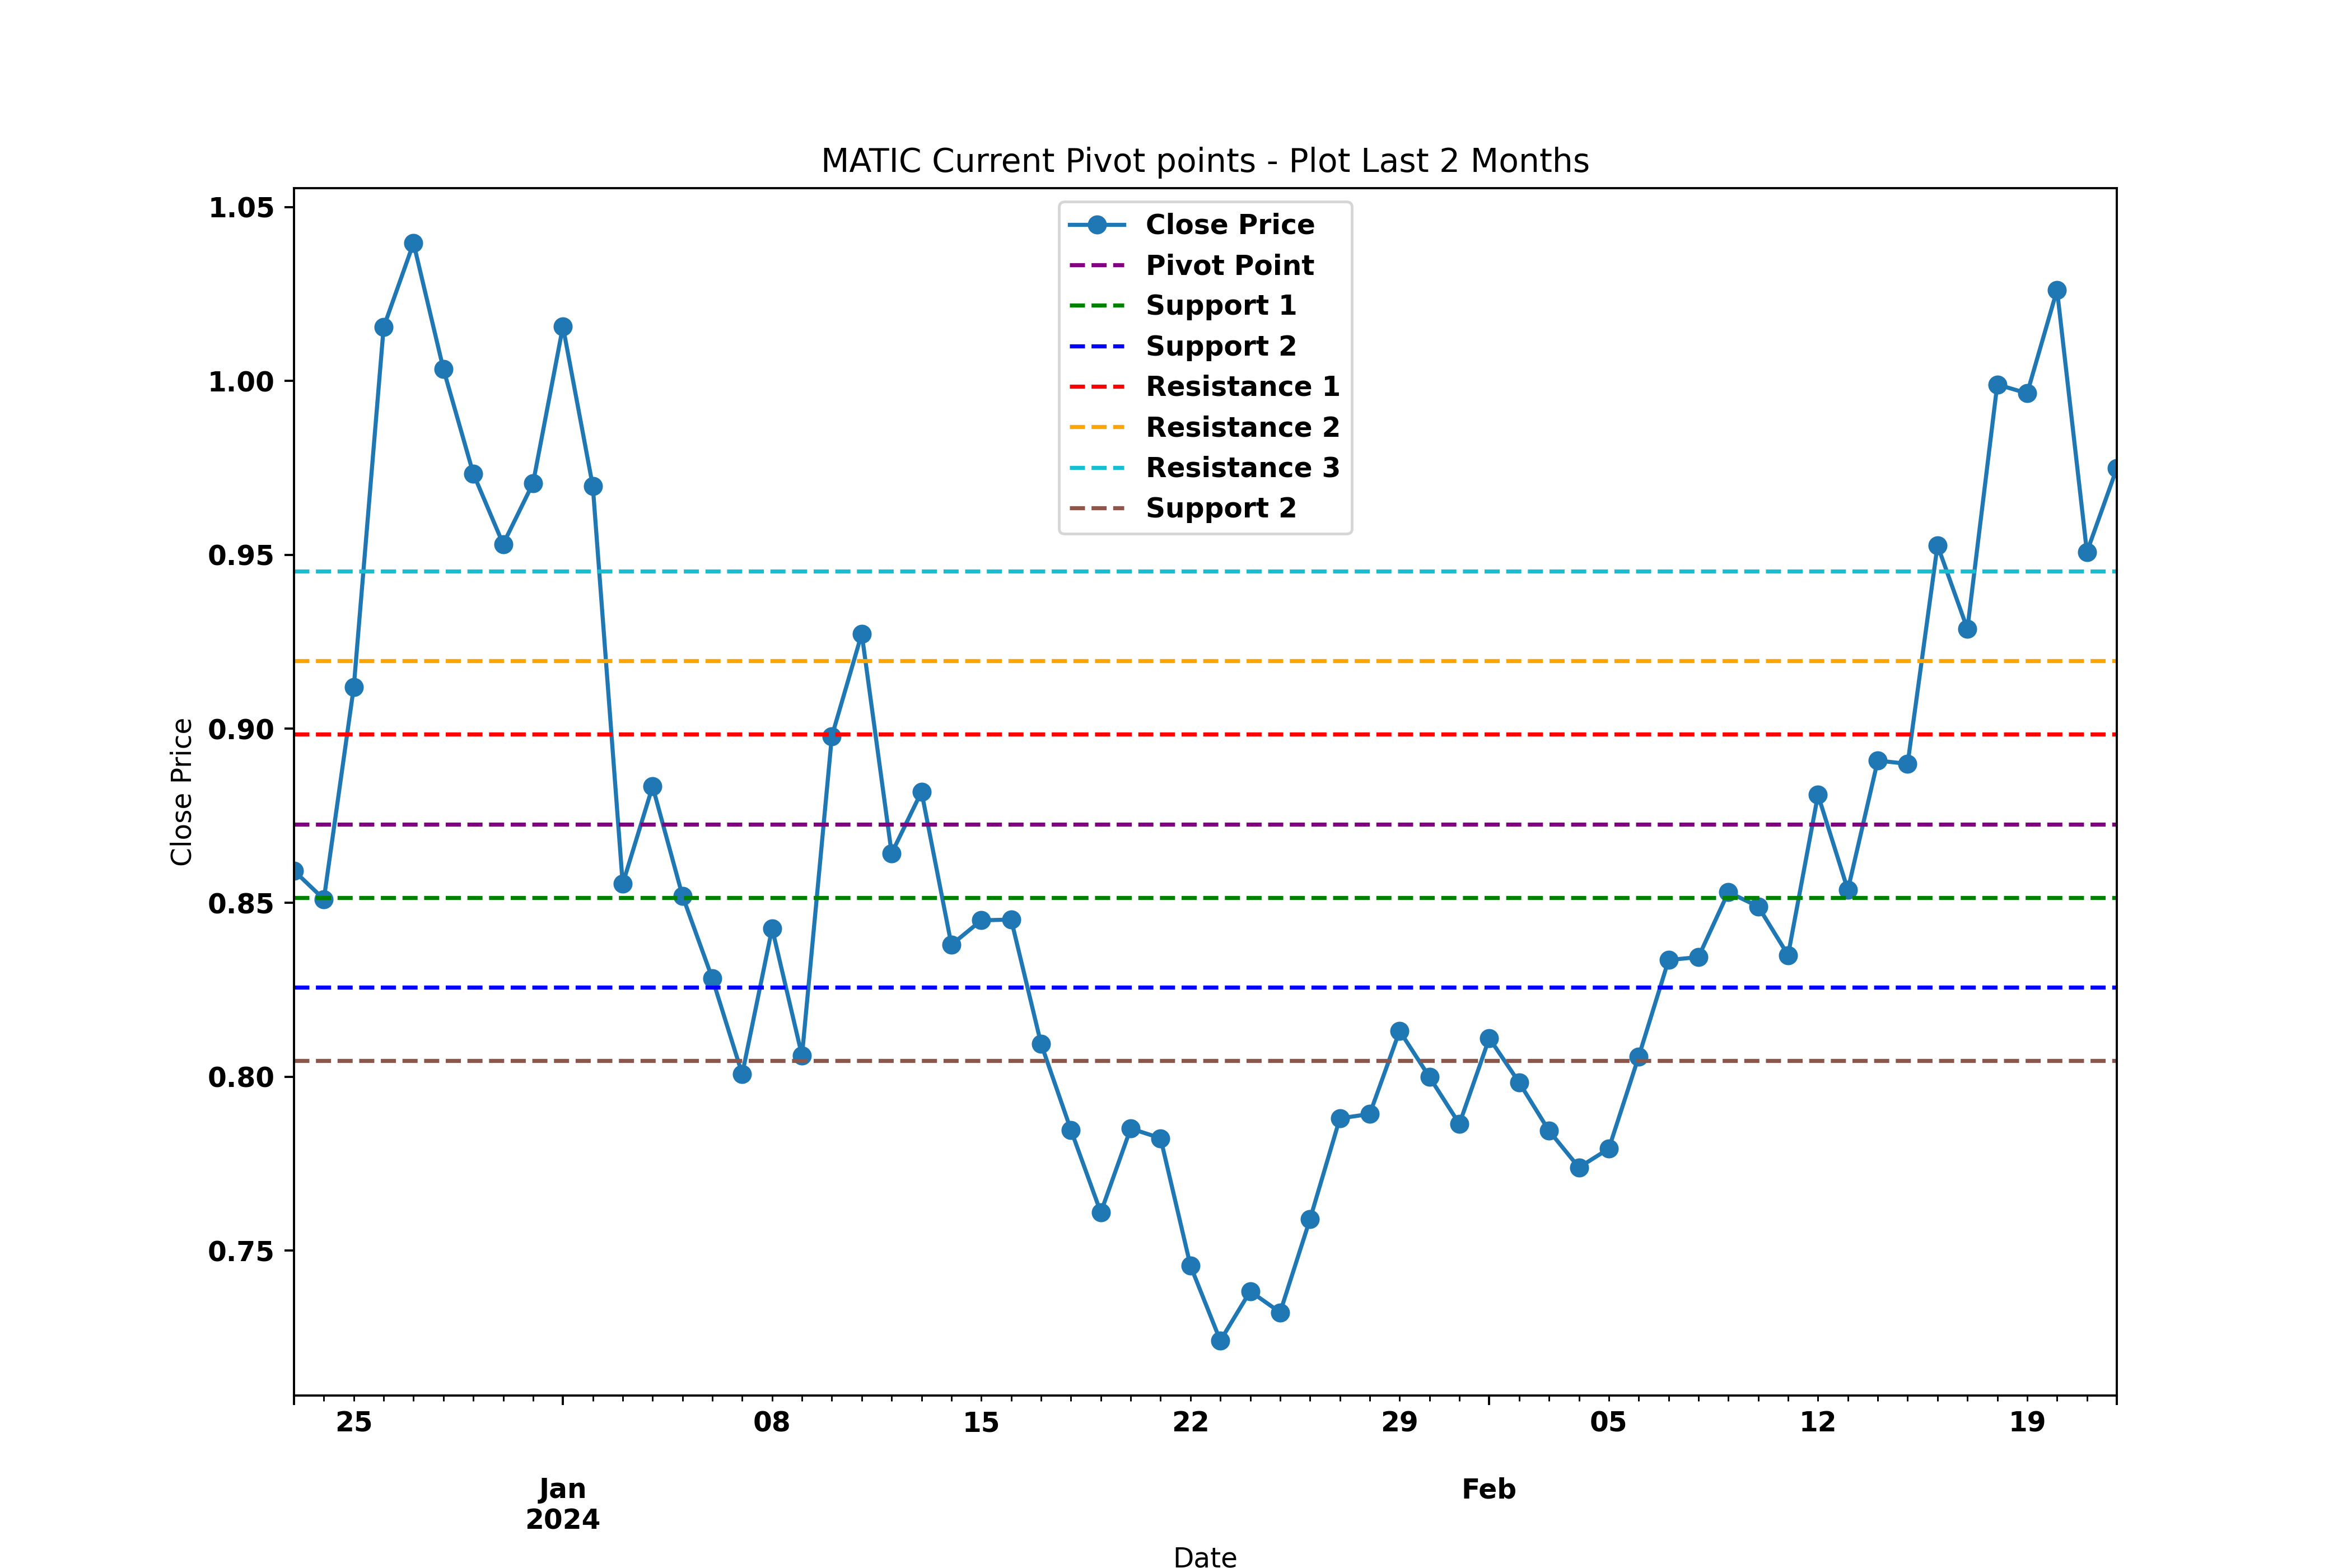 MATIC Current Pivot points - Plot Last 2 Months
1.05
1.00
0.95
0.90
0.85
0.80
0.75
Close Price
Close Price
Pivot Point
Support 1
Support 2
Resistance 1
Resistance 2
Resistance 3
Support 2
25
08
15
22
29
05
12
19
Jan
2024
Feb
Date